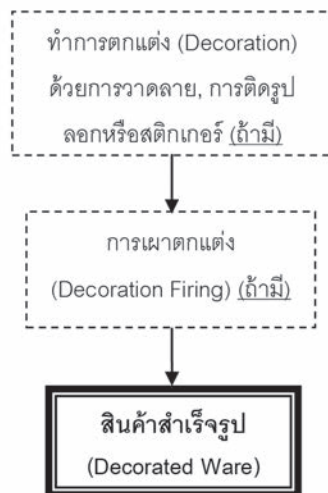 ทำการตกแต่ง (Decoration)
ด้วยการวาดลาย, การติดรูป
ลอกหรือสติกเกอร์ (ถ้ามี)
การเผาตกแต่ง
(Decoration Firing) (ถ้ามี)
สินค้าสำเร็จรูป
(Decorated Ware)